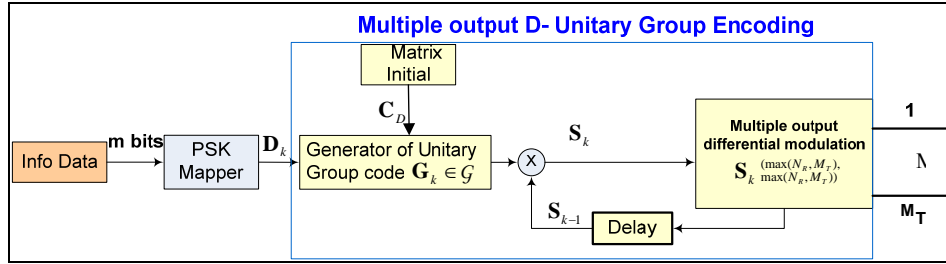 Multiple output D- Unitary Group Encoding
Matrix
Initial
C_D
1
m bits
D_k
S_k
Info Data
PSK
Mapper
Generator of Unitary
Group code G_k ∈ 𝒢
X
Multiple output
differential modulation
S_k (max(N_R, M_T),
max(N_R, M_T))
M
S_{k−1}
Delay
M_T